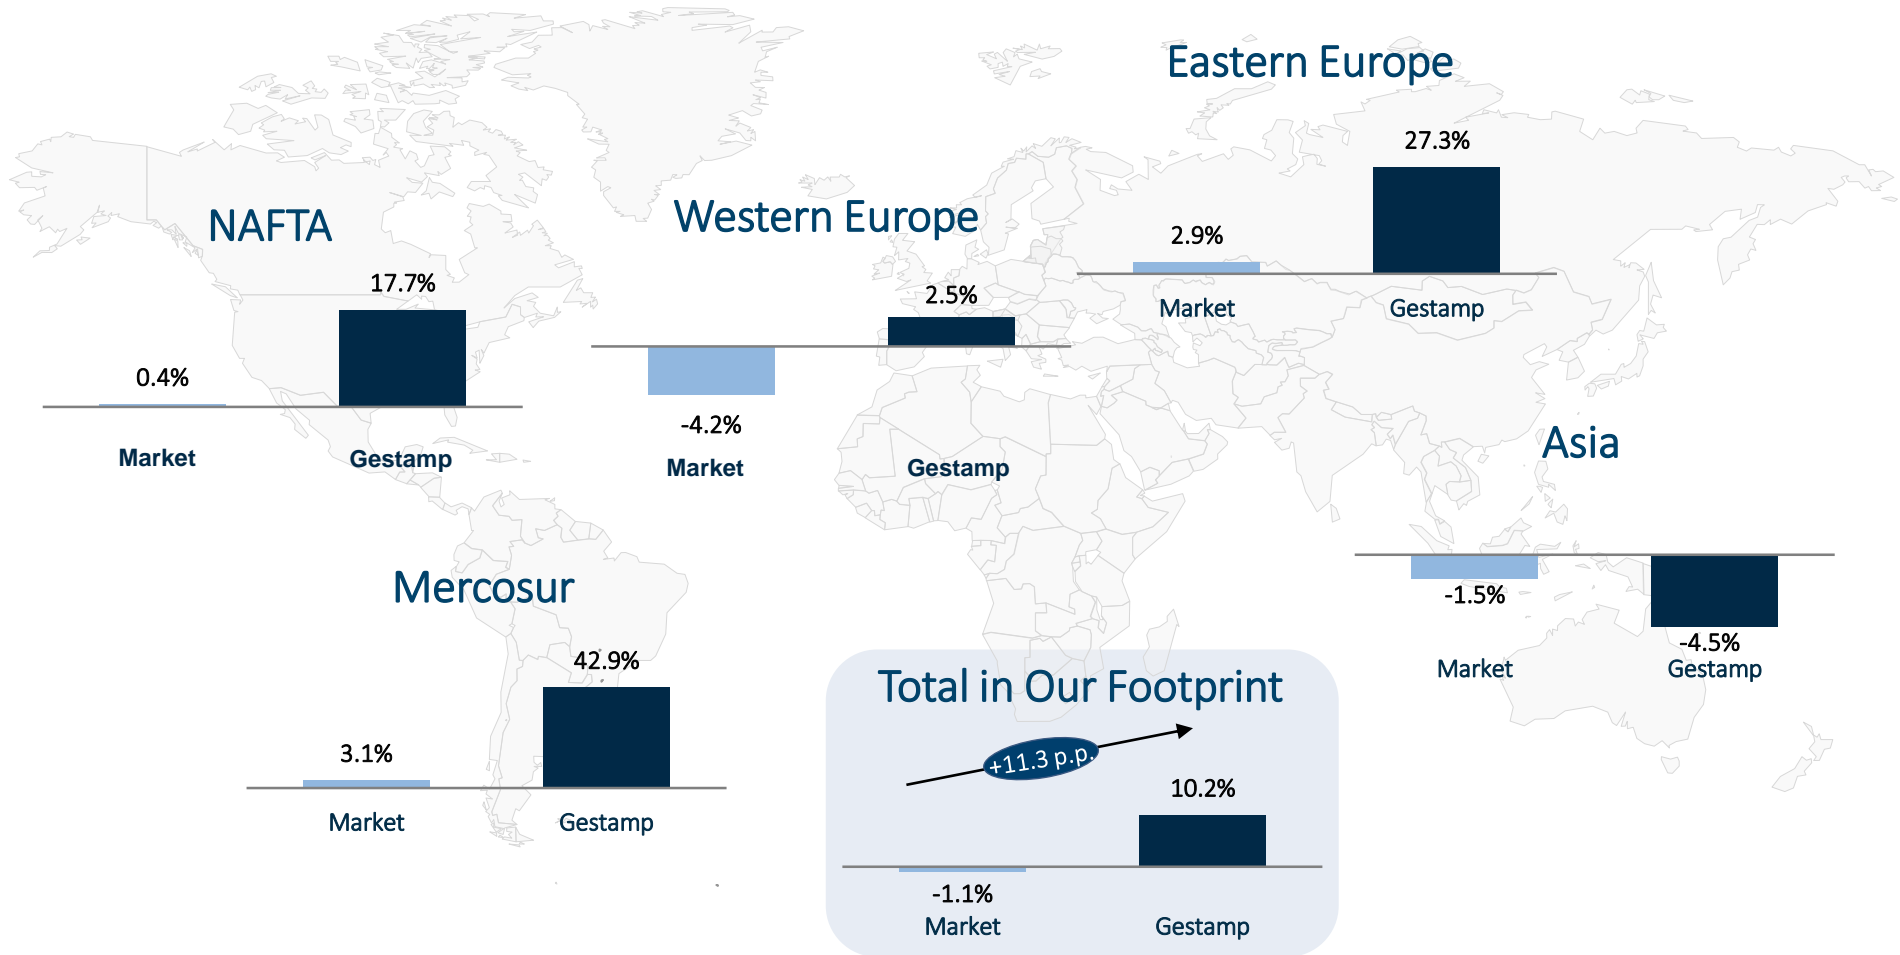 Eastern Europe
27.3%
2.9%
Market
Gestamp
NAFTA
17.7%
0.4%
Market
Gestamp
Western Europe
2.5%
-4.2%
Market
Gestamp
Asia
-1.5%
-4.5%
Market
Gestamp
Mercosur
42.9%
3.1%
Market
Gestamp
Total in Our Footprint
+11.3 p.p.
10.2%
-1.1%
Market
Gestamp